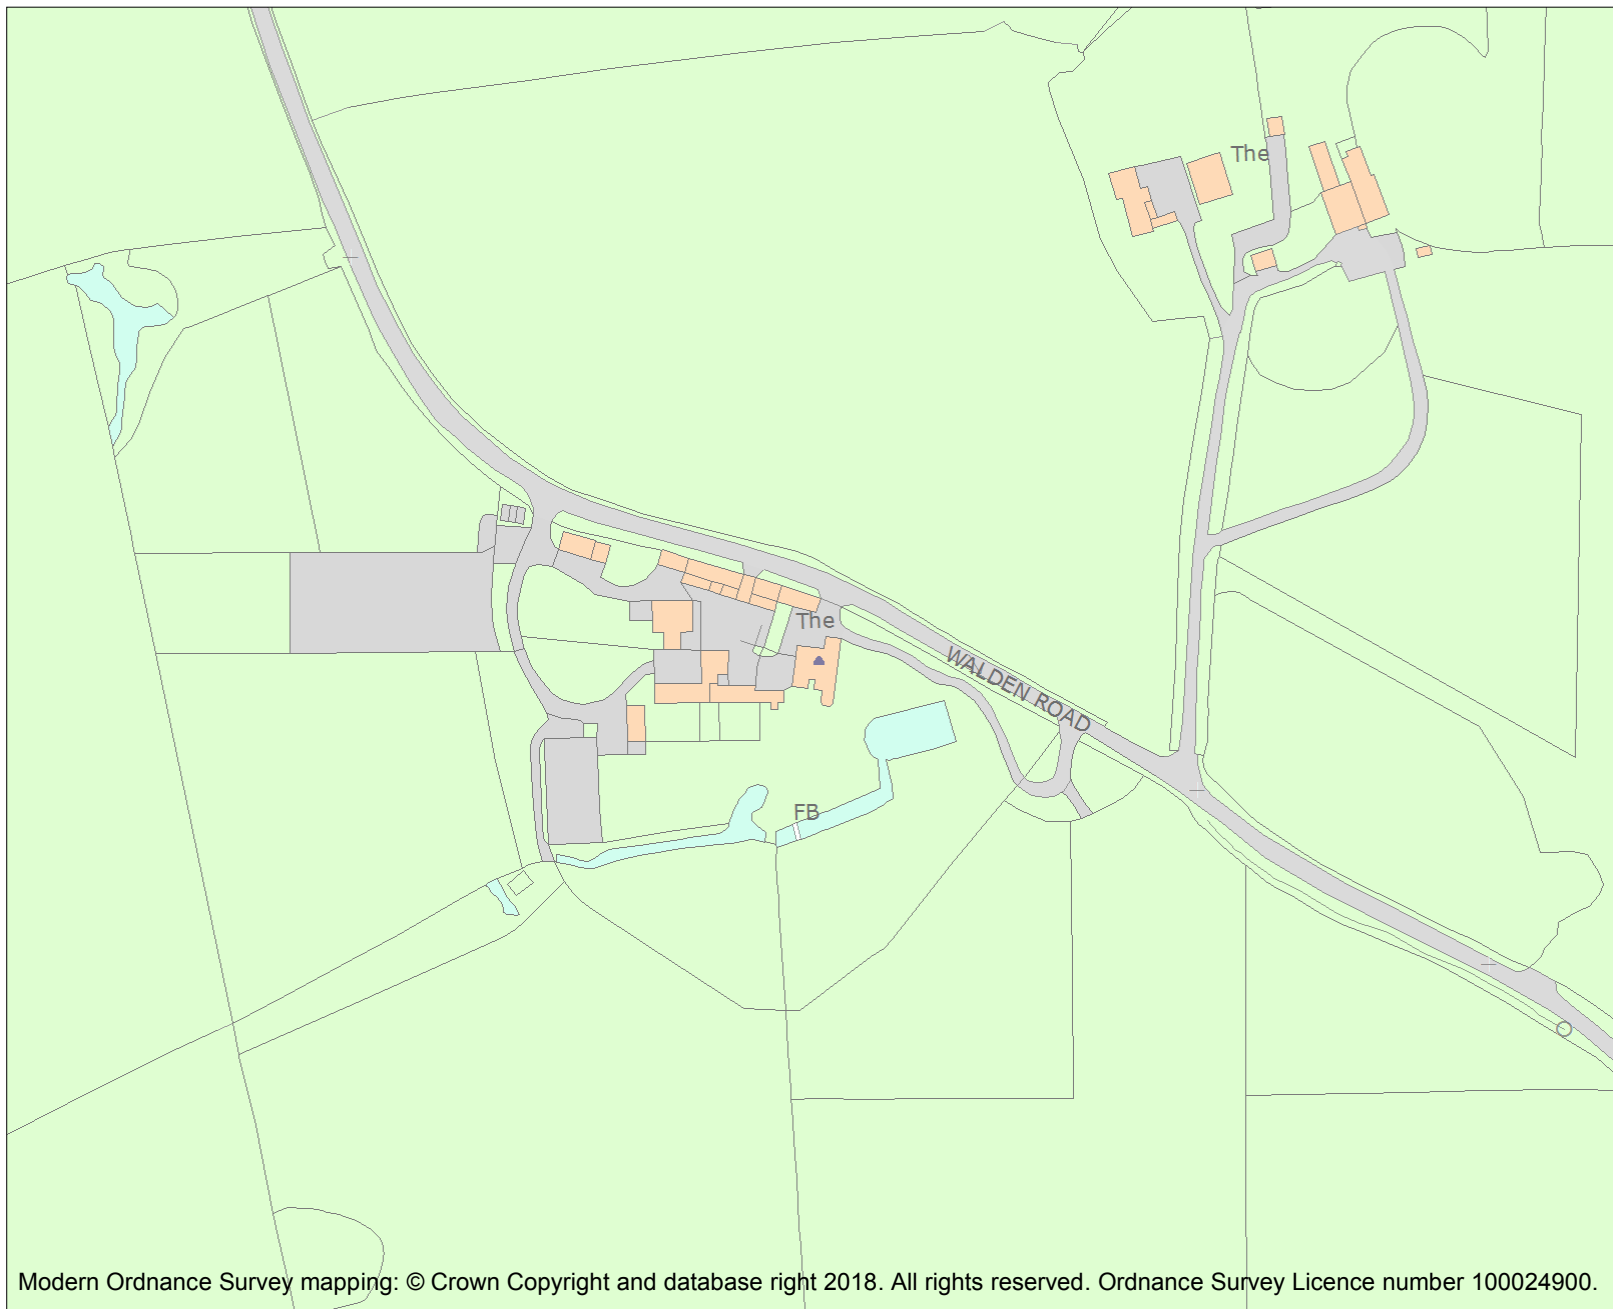 The
The
WALDEN ROAD
FB
Modern Ordnance Survey mapping: © Crown Copyright and database right 2018. All rights reserved. Ordnance Survey Licence number 100024900.